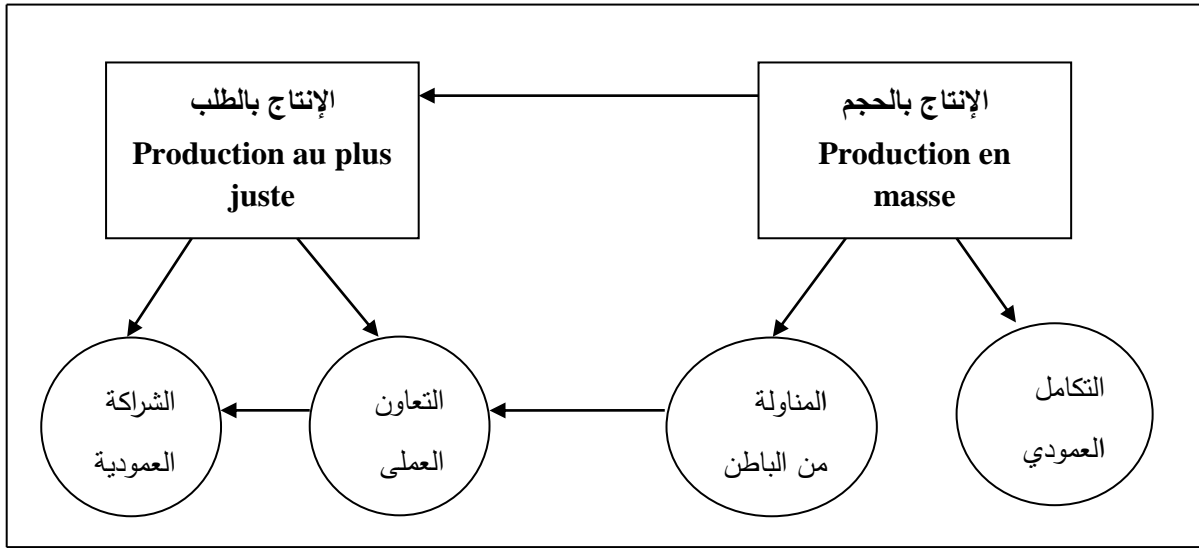 الإنتاج بالحجم
Production en
masse
الإنتاج بالطلب
Production au plus
juste
التكامل
العمودي
المناولة
من الباطن
التعاون
العملى
الشراكة
العمودية